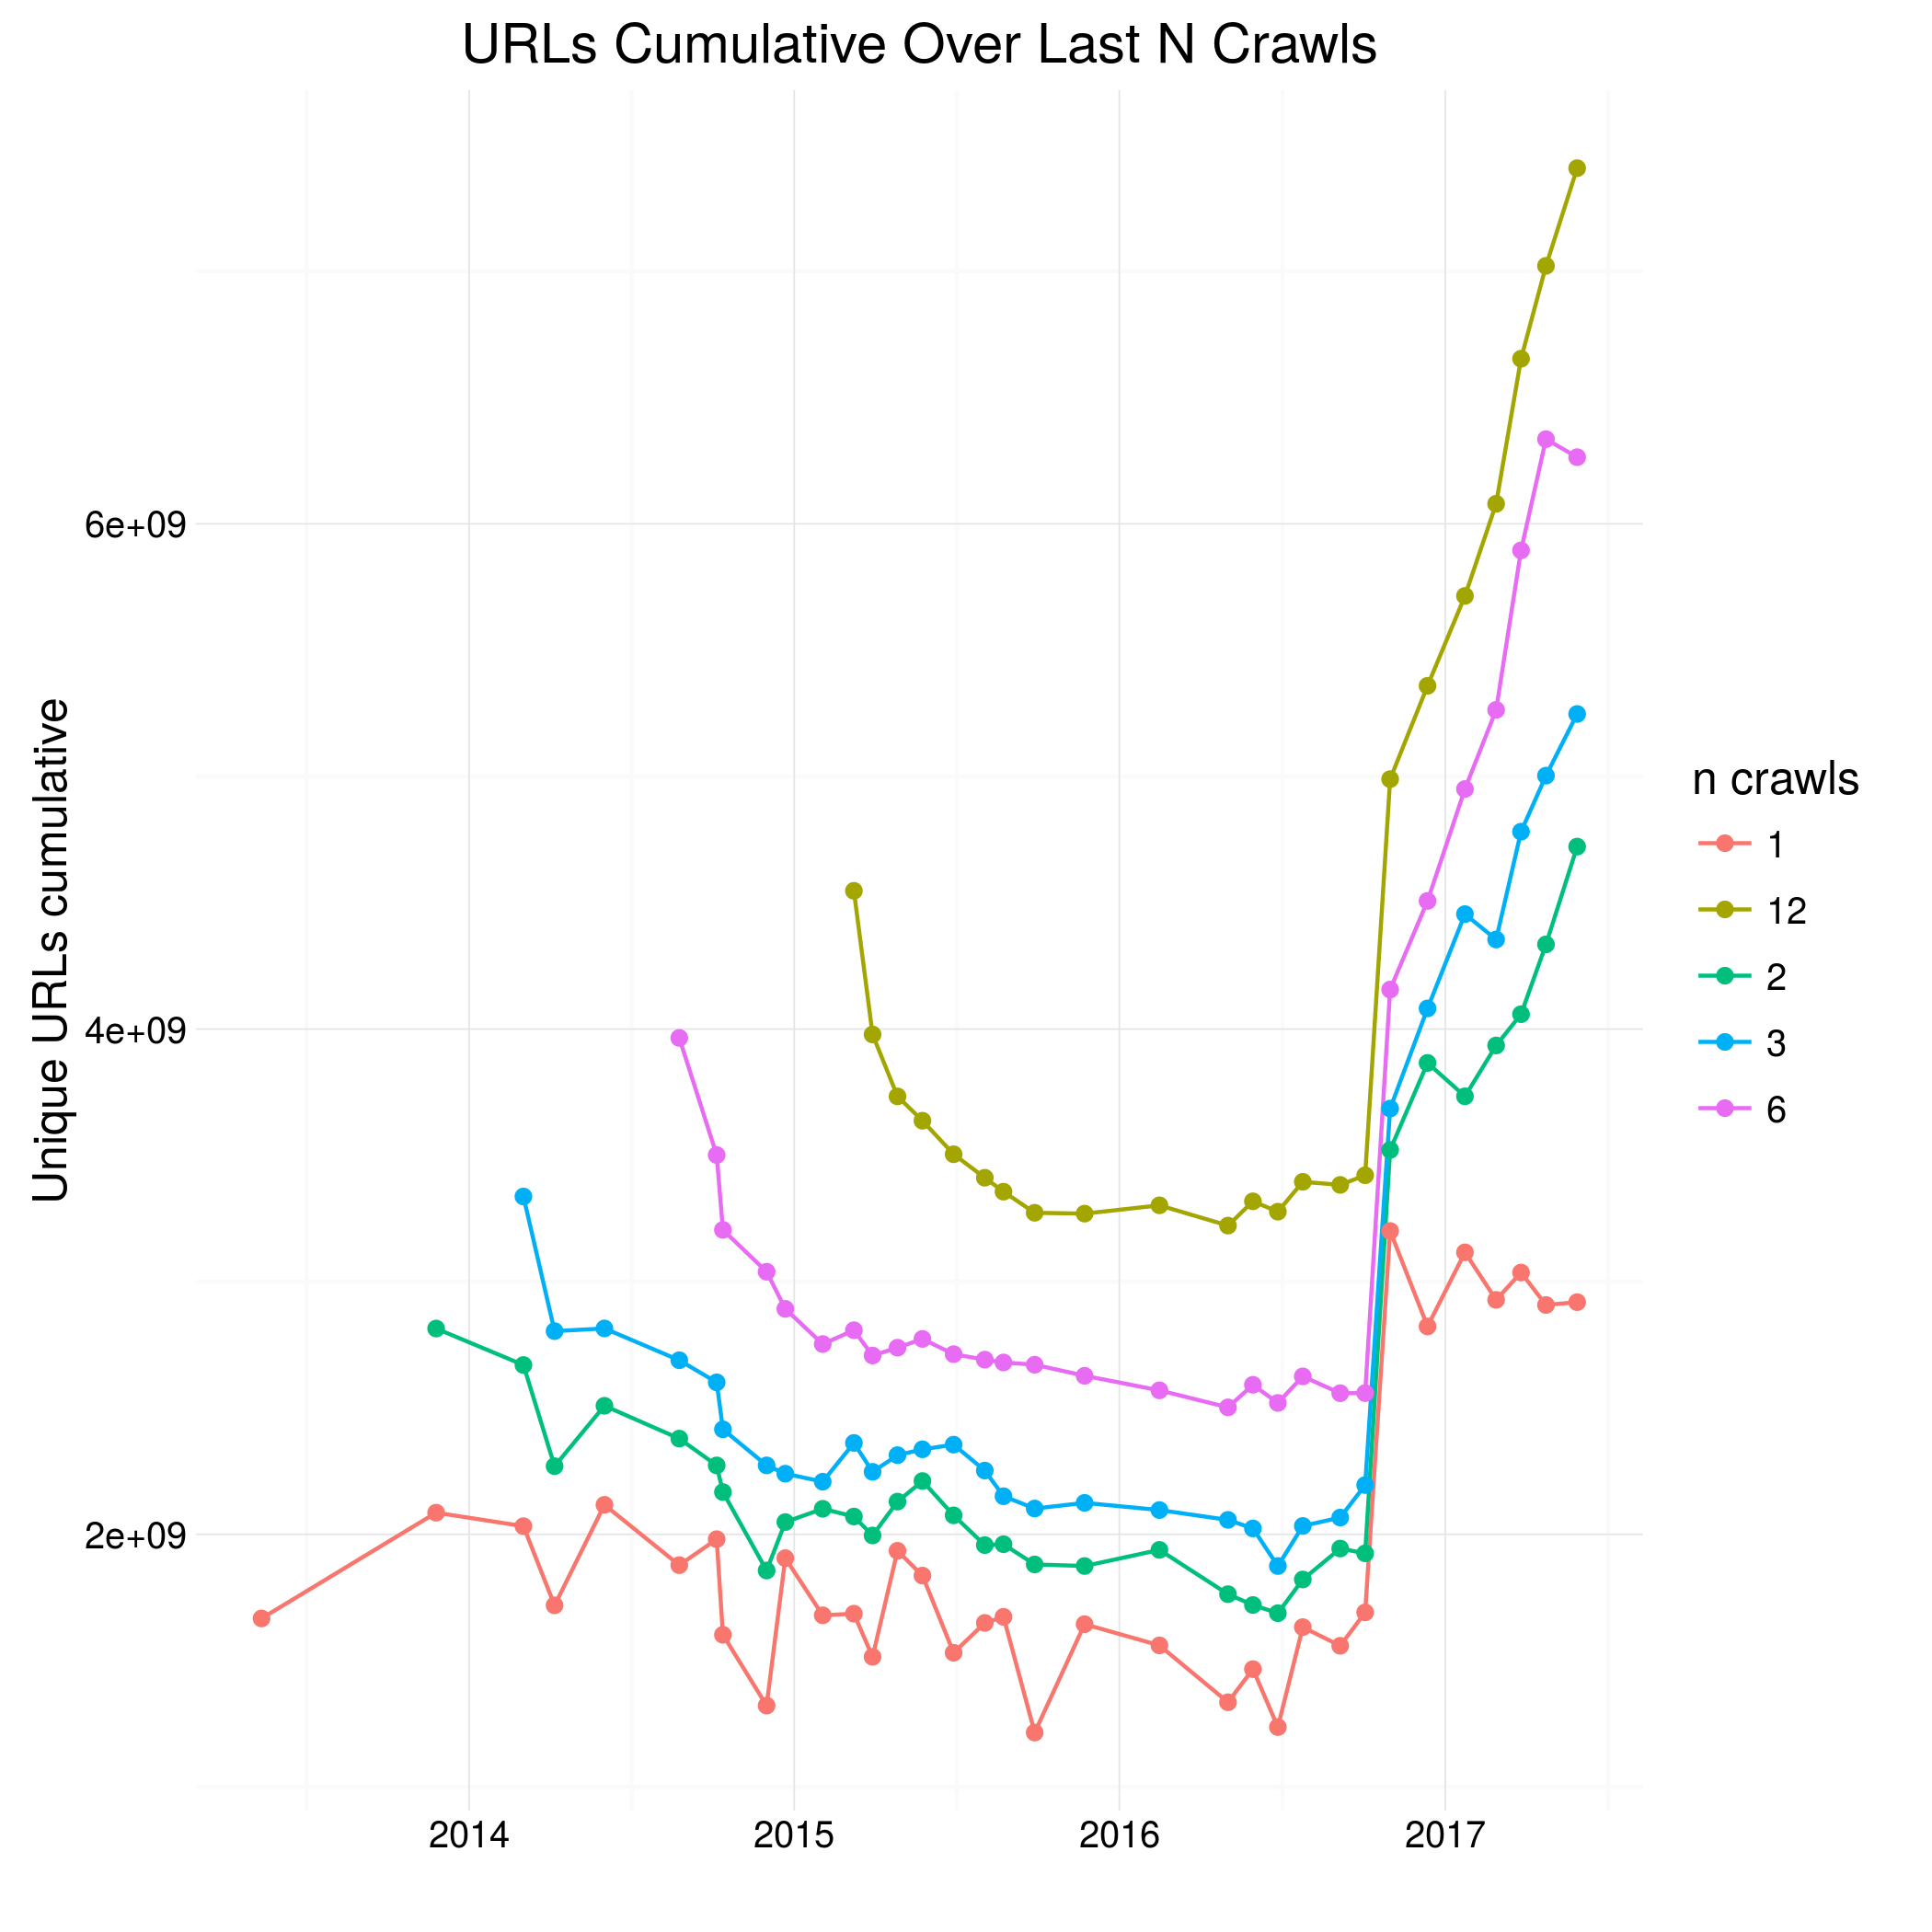 URLs Cumulative Over Last N Crawls
Unique URLs cumulative
6e+09
4e+09
2e+09
2014
2015
2016
2017
n crawls
1
12
2
3
6